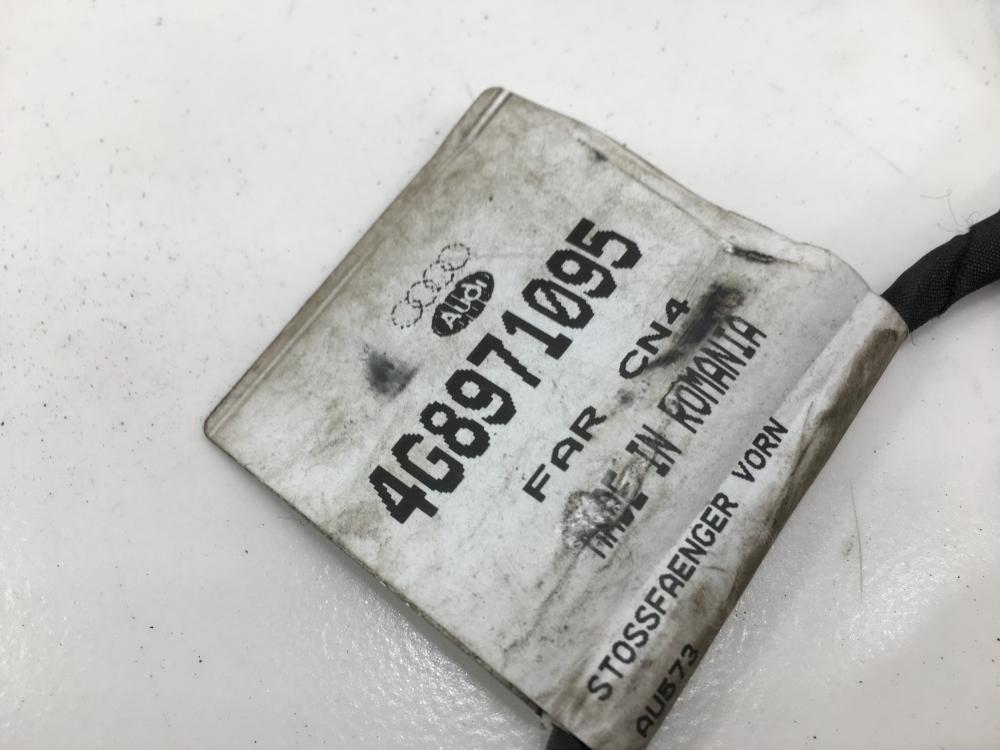 Audi
4G8971095
FAR CN4
MADE IN ROMANIA
STOSSFAENGER VORN
AU573